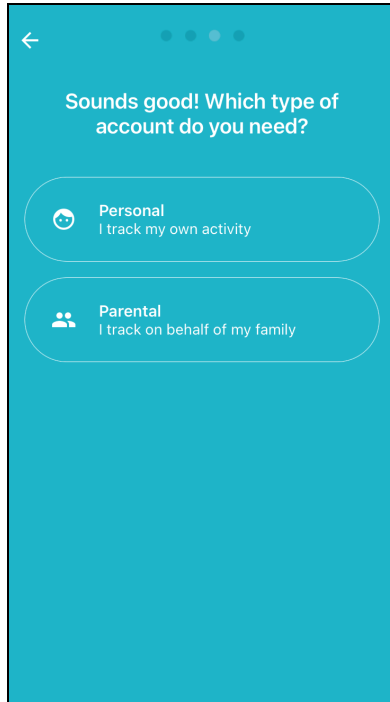 Sounds good! Which type of
account do you need?
Personal
I track my own activity
Parental
I track on behalf of my family